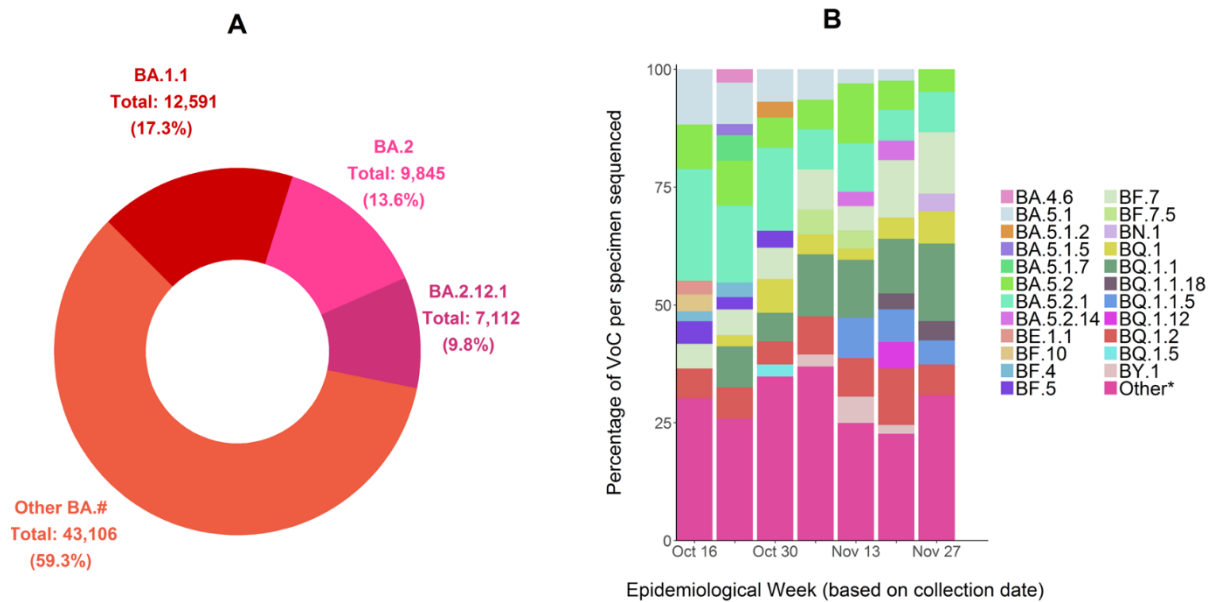 A
BA.1.1
Total: 12,591
(17.3%)
BA.2
Total: 9,845
(13.6%)
BA.2.12.1
Total: 7,112
(9.8%)
Other BA.#
Total: 43,106
(59.3%)
B
Percentage of VoC per specimen sequenced
100
75
50
25
0
Oct 16
Oct 30
Nov 13
Nov 27
Epidemiological Week (based on collection date)
BA.4.6
BA.5.1
BA.5.1.2
BA.5.1.5
BA.5.1.7
BA.5.2
BA.5.2.1
BA.5.2.14
BE.1.1
BF.10
BF.4
BF.5
BF.7
BF.7.5
BN.1
BQ.1
BQ.1.1
BQ.1.1.18
BQ.1.1.5
BQ.1.12
BQ.1.2
BQ.1.5
BY.1
Other*